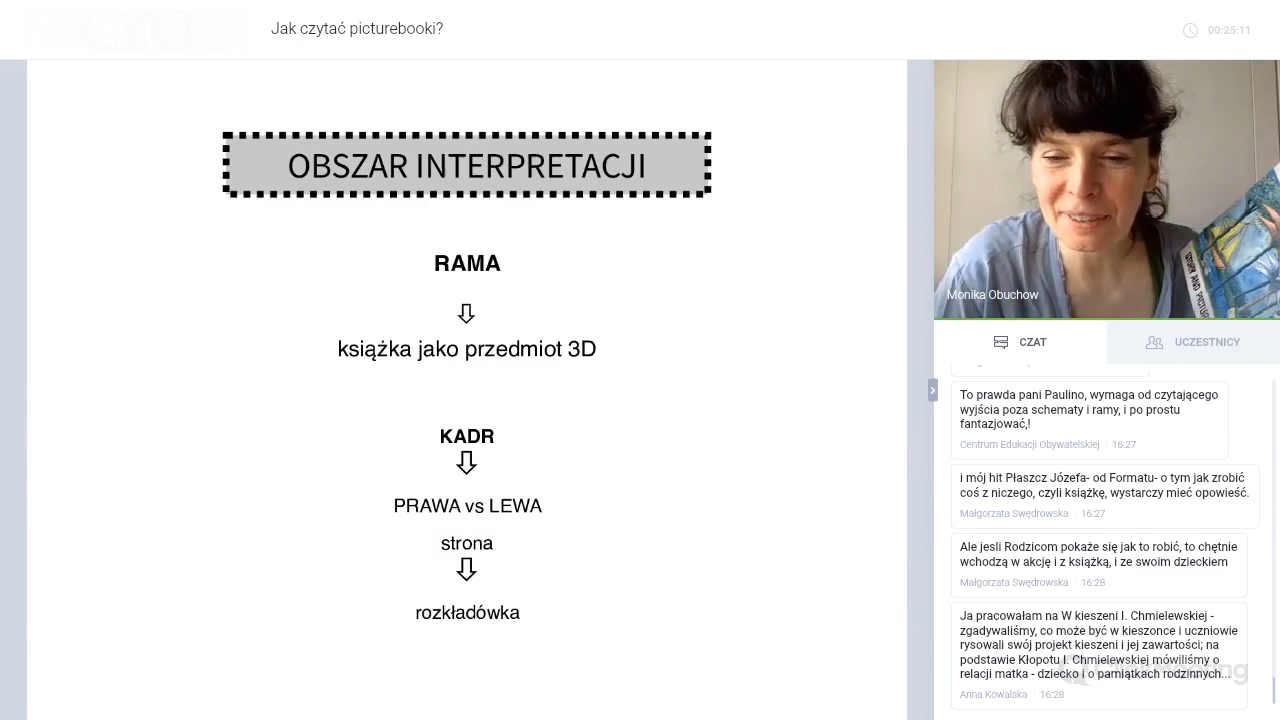 Jak czytać picturebooki?
00:25:11
OBSZAR INTERPRETACJI
RAMA
książka jako przedmiot 3D
KADR
PRAWA vs LEWA
strona
rozkładówka
Monika Obuchow
CZAT
UCZESTNICY
To prawda pani Paulino, wymaga od czytającego
wyjścia poza schematy i ramy, i po prostu
fantazjować,!
Centrum Edukacji Obywatelskiej · 16:27
i mój hit Płaszcz Józefa- od Formatu- o tym jak zrobić
coś z niczego, czyli książkę, wystarczy mieć opowieść.
Małgorzata Swędrowska · 16:27
Ale jesli Rodzicom pokaże się jak to robić, to chętnie
wchodzą w akcję i z książką, i ze swoim dzieckiem
Małgorzata Swędrowska · 16:28
Ja pracowałam na W kieszeni I. Chmielewskiej -
zgadywaliśmy, co może być w kieszonce i uczniowie
rysowali swój projekt kieszeni i jej zawartości; na
podstawie Kłopotu I. Chmielewskiej mówiliśmy o
relacji matka - dziecko i o pamiątkach rodzinnych...
Anna Kowalska · 16:28